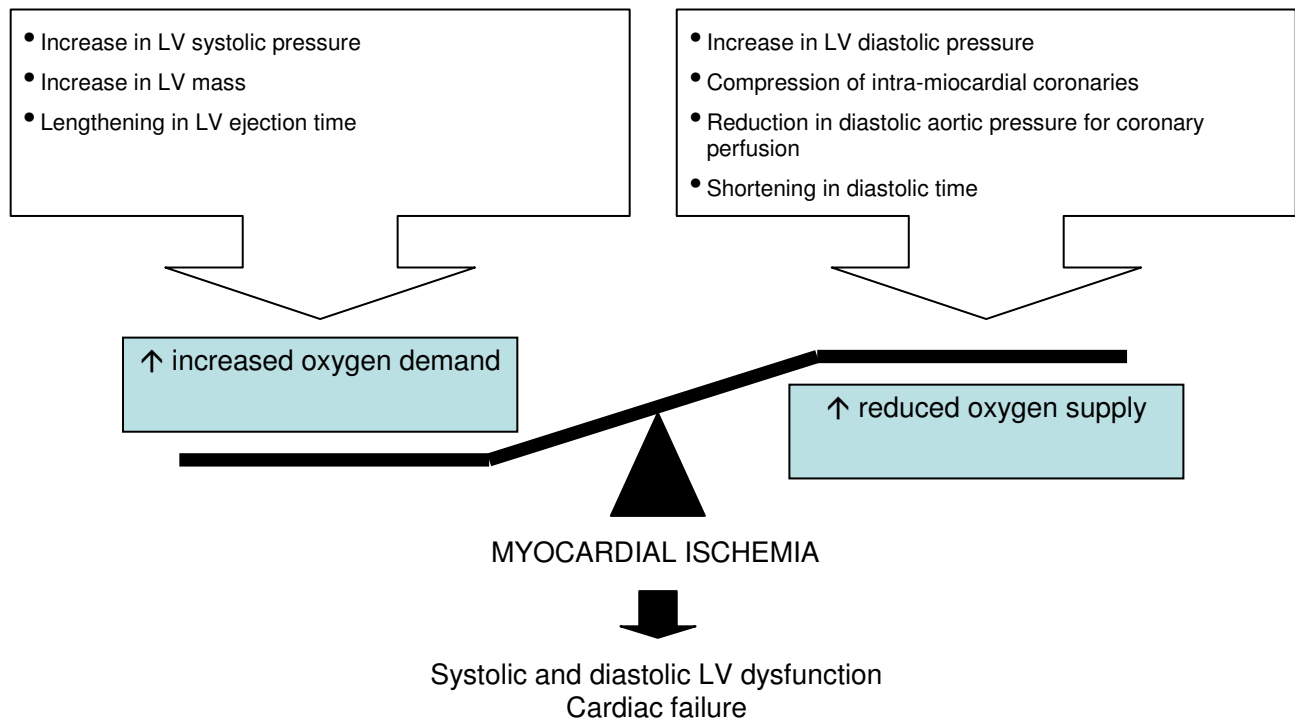 • Increase in LV systolic pressure
• Increase in LV mass
• Lengthening in LV ejection time
• Increase in LV diastolic pressure
• Compression of intra-miocardial coronaries
• Reduction in diastolic aortic pressure for coronary
perfusion
• Shortening in diastolic time
↑ increased oxygen demand
↑ reduced oxygen supply
MYOCARDIAL ISCHEMIA
Systolic and diastolic LV dysfunction
Cardiac failure